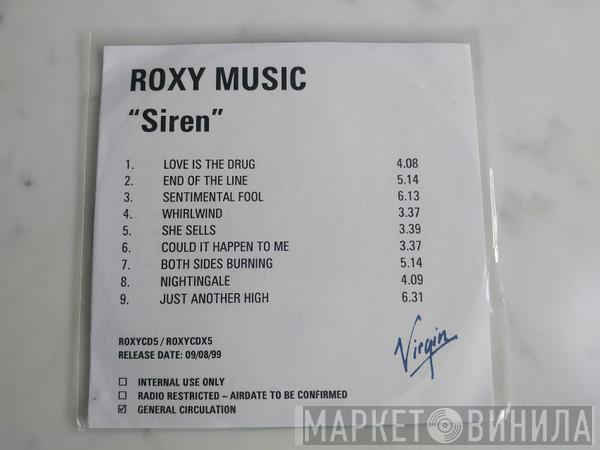 ROXY MUSIC
“Siren”
1. LOVE IS THE DRUG 4.08
2. END OF THE LINE 5.14
3. SENTIMENTAL FOOL 6.13
4. WHIRLWIND 3.37
5. SHE SELLS 3.39
6. COULD IT HAPPEN TO ME 3.37
7. BOTH SIDES BURNING 5.14
8. NIGHTINGALE 4.09
9. JUST ANOTHER HIGH 6.31
ROXYCD5 / ROXYCDX5
RELEASE DATE: 09/08/99
Virgin
INTERNAL USE ONLY
RADIO RESTRICTED ~ AIRDATE TO BE CONFIRMED
GENERAL CIRCULATION
МАРКЕТ ВИНИЛА